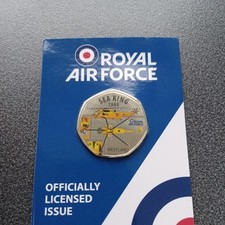 ROYAL
AIR FORCE
SEA KING
WESTLAND
OFFICIALLY
LICENSED
ISSUE